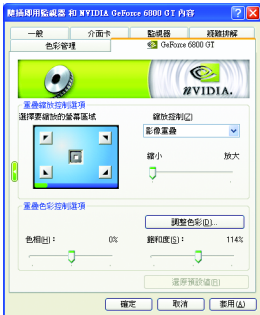 隨插即用監視器 和 NVIDIA GeForce 6800 GT 內容
一般 介面卡 監視器 疑難排解
色彩管理 GeForce 6800 GT
NVIDIA.
重疊縮放控制選項
選擇要縮放的螢幕區域 縮放控制(Z)
影像重疊
縮小 放大
重疊色彩控制選項
調整色彩(D)...
色相(H): 0% 飽和度(S): 114%
還原預設值(R)
確定 取消 套用(A)